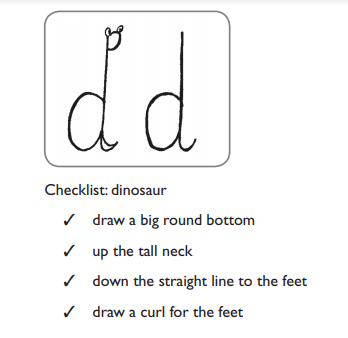 d d
Checklist: dinosaur
✓ draw a big round bottom
✓ up the tall neck
✓ down the straight line to the feet
✓ draw a curl for the feet